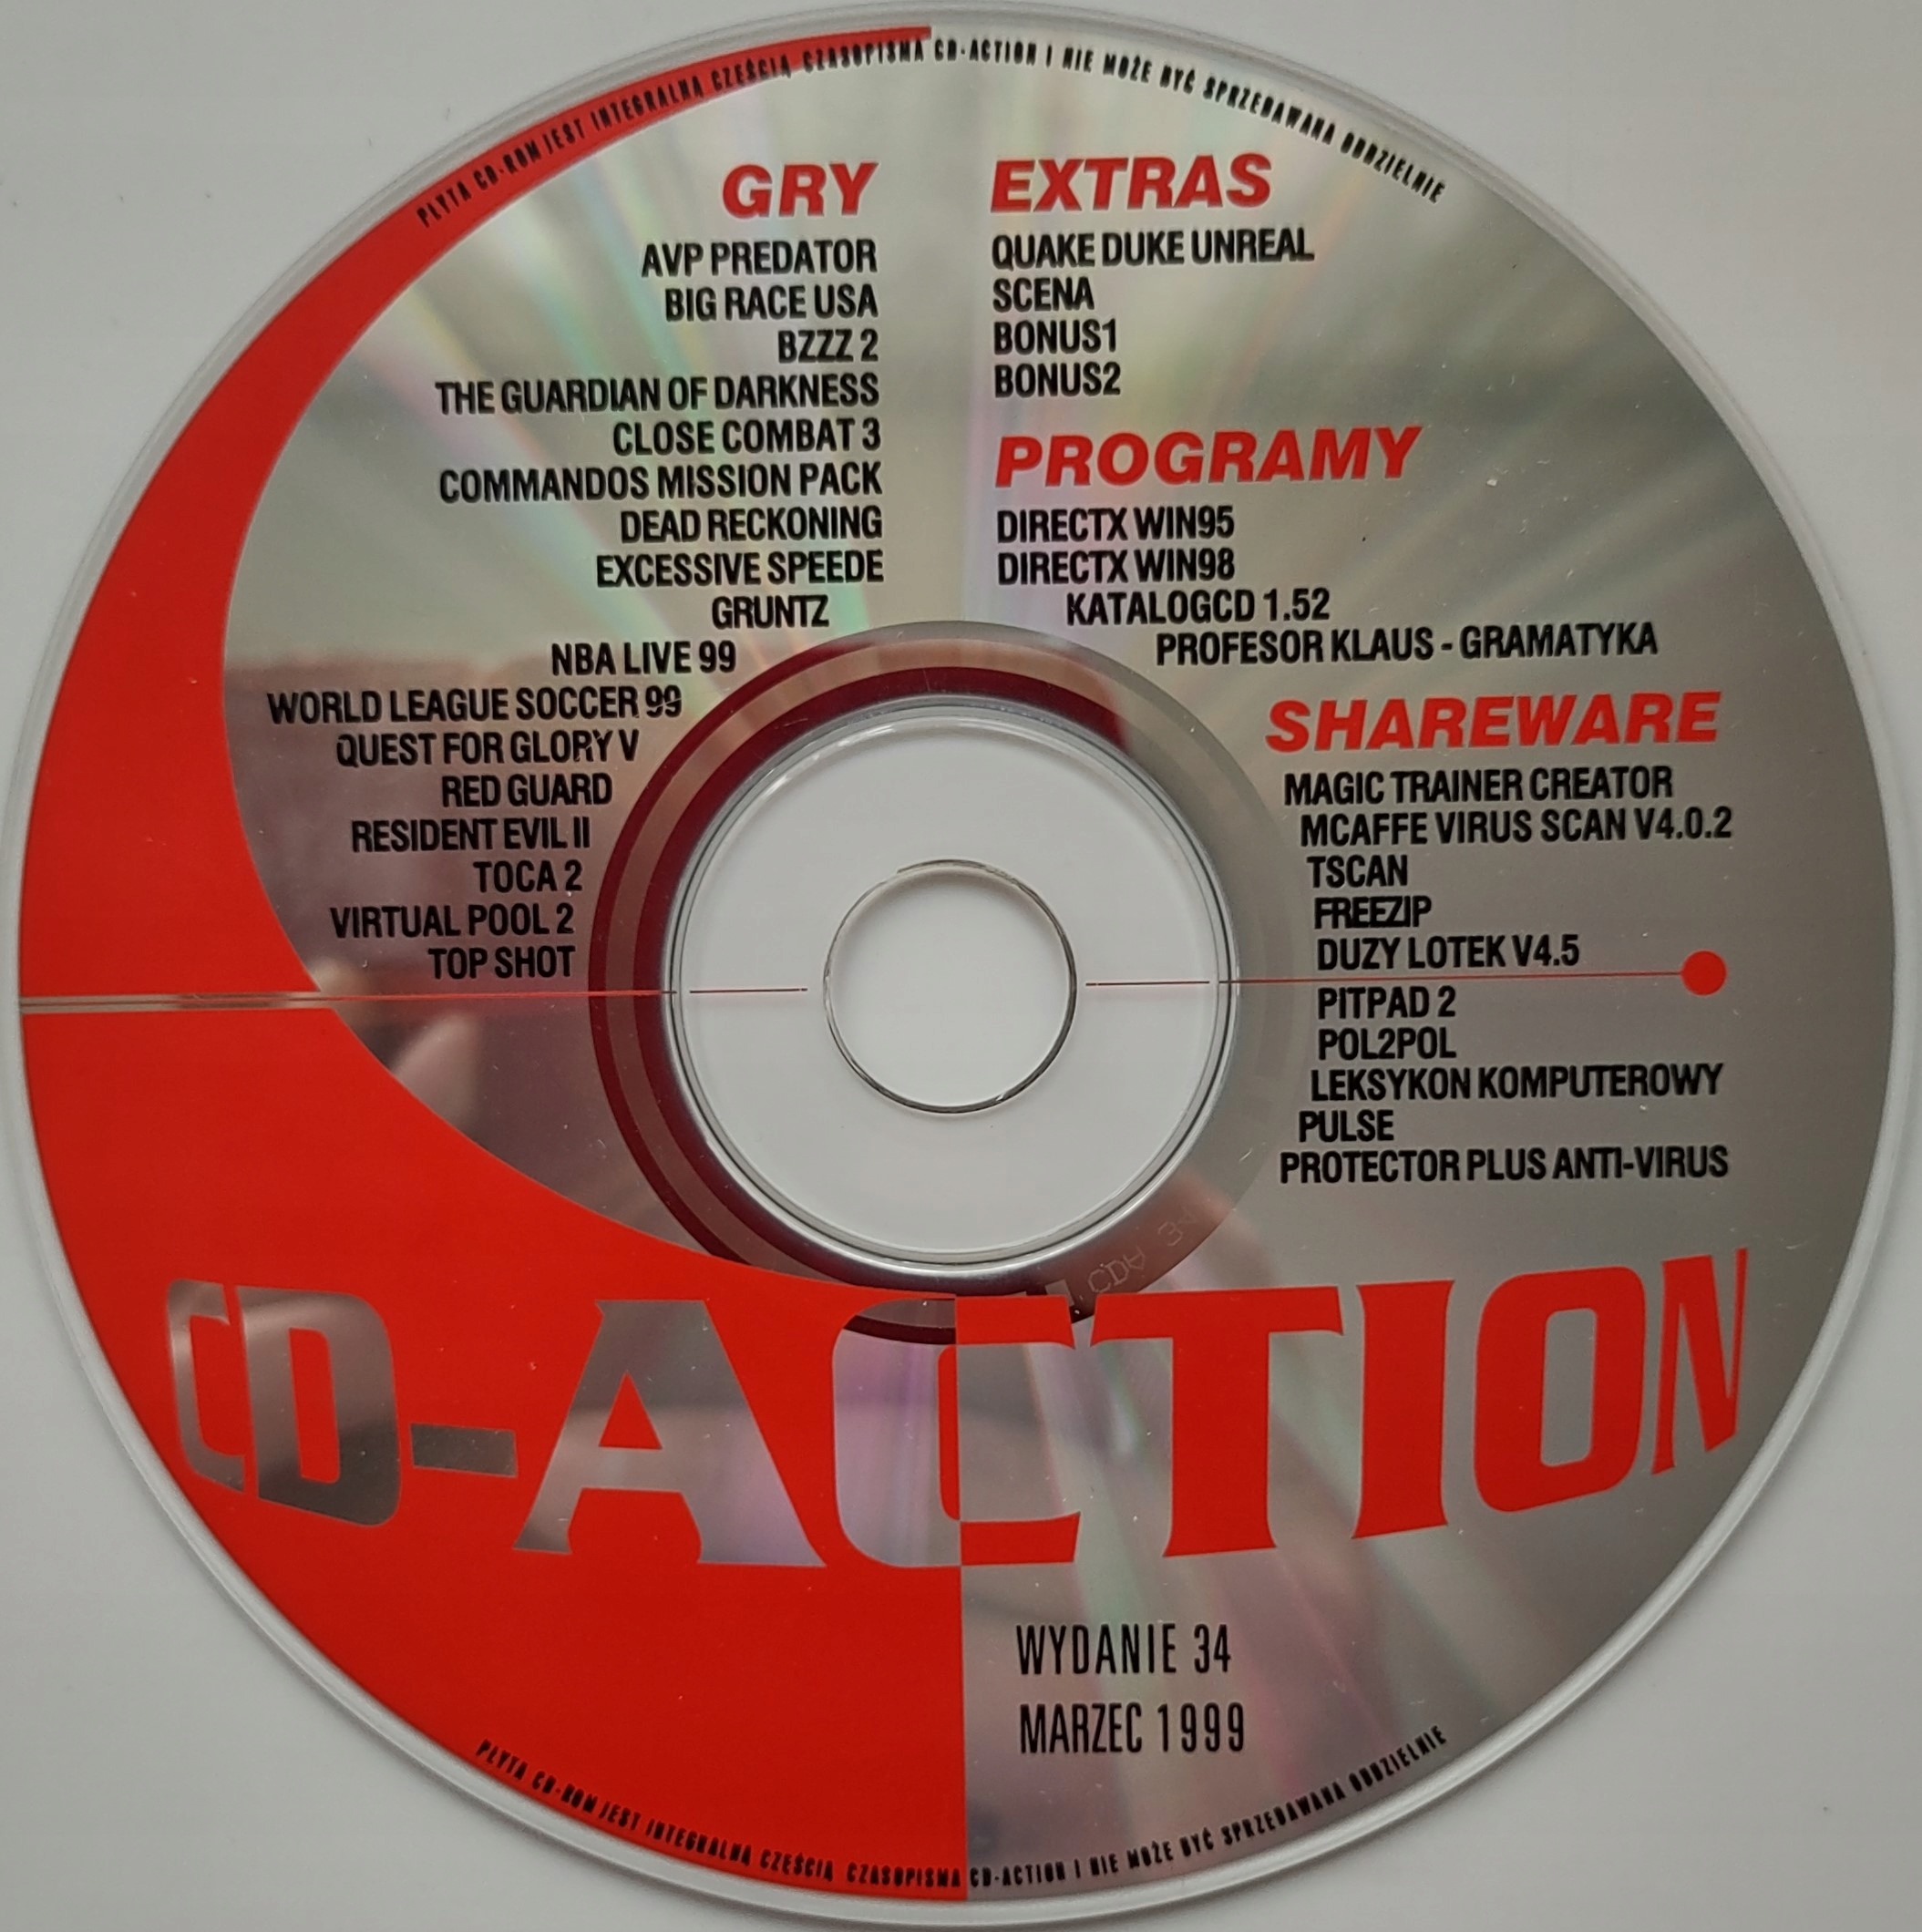 PŁYTA CD-ROM JEST INTEGRALNĄ CZĘŚCIĄ CZASOPISMA CD-ACTION I NIE MOŻE BYĆ SPRZEDAWANA ODDZIELNIE
GRY
AVP PREDATOR
BIG RACE USA
BZZZ 2
THE GUARDIAN OF DARKNESS
CLOSE COMBAT 3
COMMANDOS MISSION PACK
DEAD RECKONING
EXCESSIVE SPEEDE
GRUNTZ
NBA LIVE 99
WORLD LEAGUE SOCCER 99
QUEST FOR GLORY V
RED GUARD
RESIDENT EVIL II
TOCA 2
VIRTUAL POOL 2
TOP SHOT
EXTRAS
QUAKE DUKE UNREAL
SCENA
BONUS1
BONUS2
PROGRAMY
DIRECTX WIN95
DIRECTX WIN98
KATALOGCD 1.52
PROFESOR KLAUS - GRAMATYKA
SHAREWARE
MAGIC TRAINER CREATOR
MCAFFE VIRUS SCAN V4.0.2
TSCAN
FREEZIP
DUZY LOTEK V4.5
PITPAD 2
POL2POL
LEKSYKON KOMPUTEROWY
PULSE
PROTECTOR PLUS ANTI-VIRUS
CD-ACTION
WYDANIE 34
MARZEC 1999
PŁYTA CD-ROM JEST INTEGRALNĄ CZĘŚCIĄ CZASOPISMA CD-ACTION I NIE MOŻE BYĆ SPRZEDAWANA ODDZIELNIE